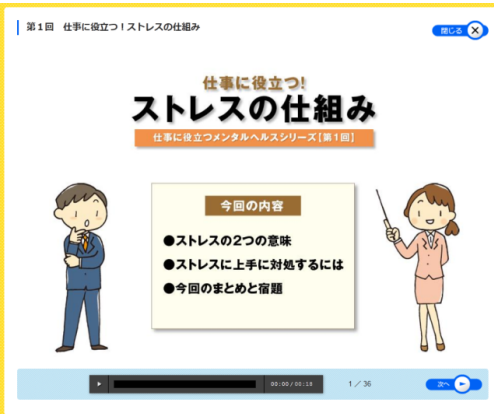 第1回 仕事に役立つ！ストレスの仕組み
閉じる
仕事に役立つ!
ストレスの仕組み
仕事に役立つメンタルヘルスシリーズ【第1回】
今回の内容
●ストレスの2つの意味
●ストレスに上手に対処するには
●今回のまとめと宿題
00:00/00:18
1 ／ 36
次へ